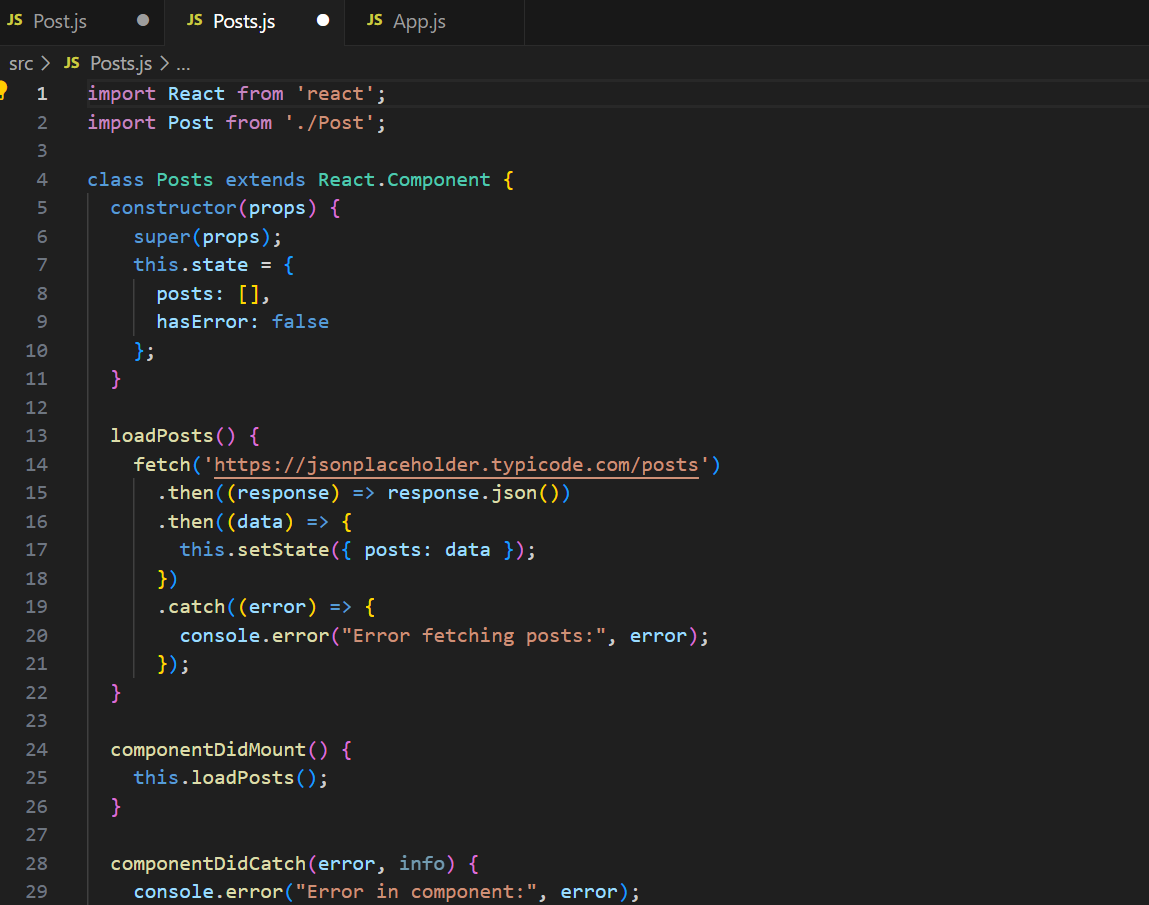 JS Post.js
JS Posts.js
JS App.js
src > JS Posts.js > ...
1 import React from 'react';
2 import Post from './Post';
3
4 class Posts extends React.Component {
5   constructor(props) {
6     super(props);
7     this.state = {
8       posts: [],
9       hasError: false
10     };
11   }
12
13   loadPosts() {
14     fetch('https://jsonplaceholder.typicode.com/posts')
15       .then((response) => response.json())
16       .then((data) => {
17         this.setState({ posts: data });
18       })
19       .catch((error) => {
20         console.error("Error fetching posts:", error);
21       });
22   }
23
24   componentDidMount() {
25     this.loadPosts();
26   }
27
28   componentDidCatch(error, info) {
29     console.error("Error in component:", error);